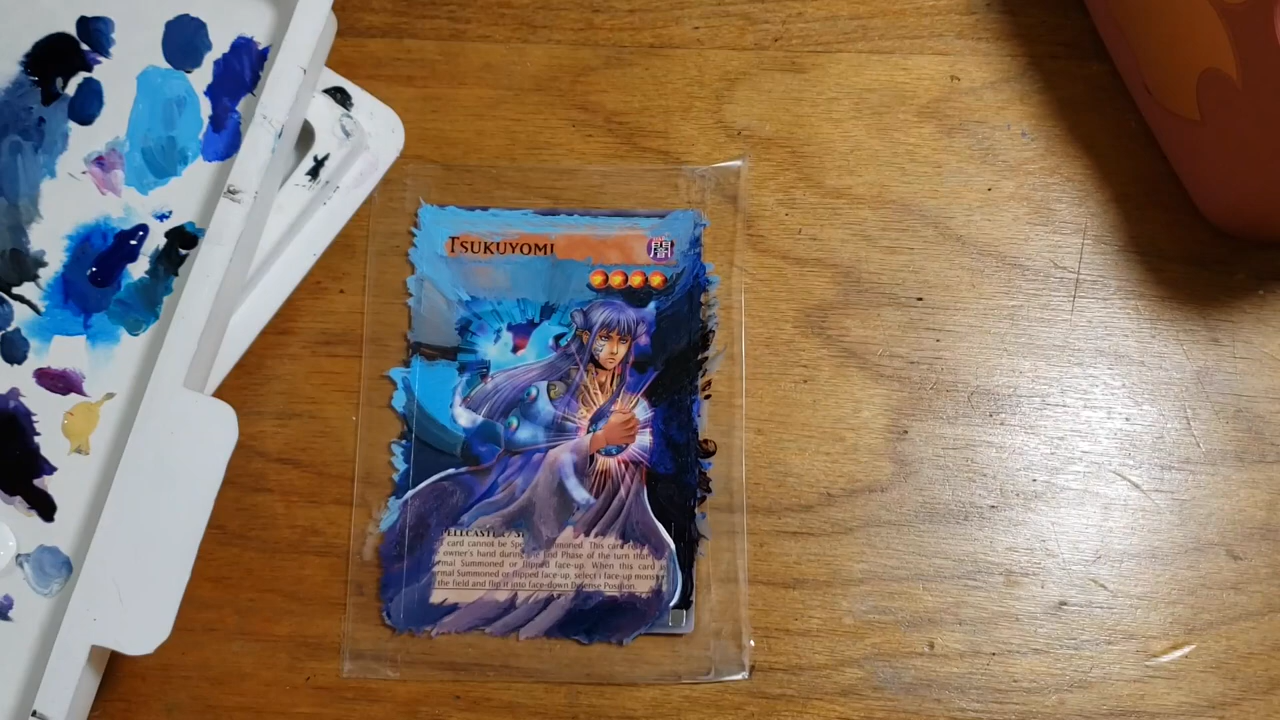 TSUKUYOMI
闇
PELLCASTER/S
card cannot be Spe moned. This card
owner's hand during the End Phase of the turn that
rmal Summoned or flipped face-up. When this card
rmal Summoned or flipped face-up, select 1 face-up mons
the field and flip it into face-down Defense Position.